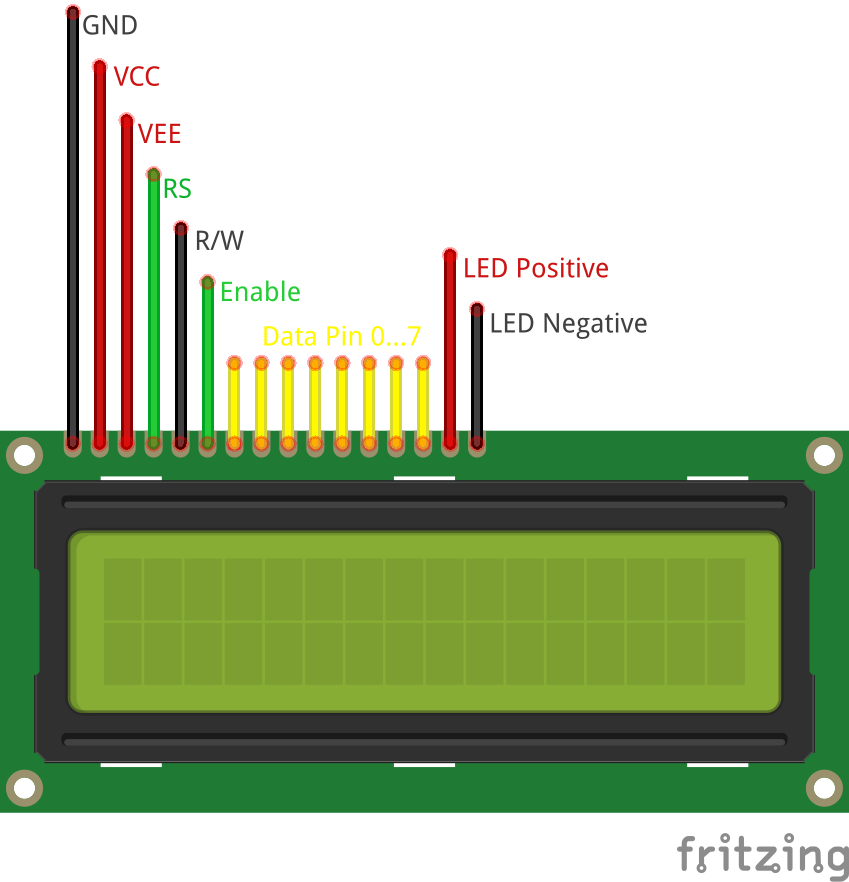 GND
VCC
VEE
RS
R/W
Enable
Data Pin 0...7
LED Positive
LED Negative
fritzing